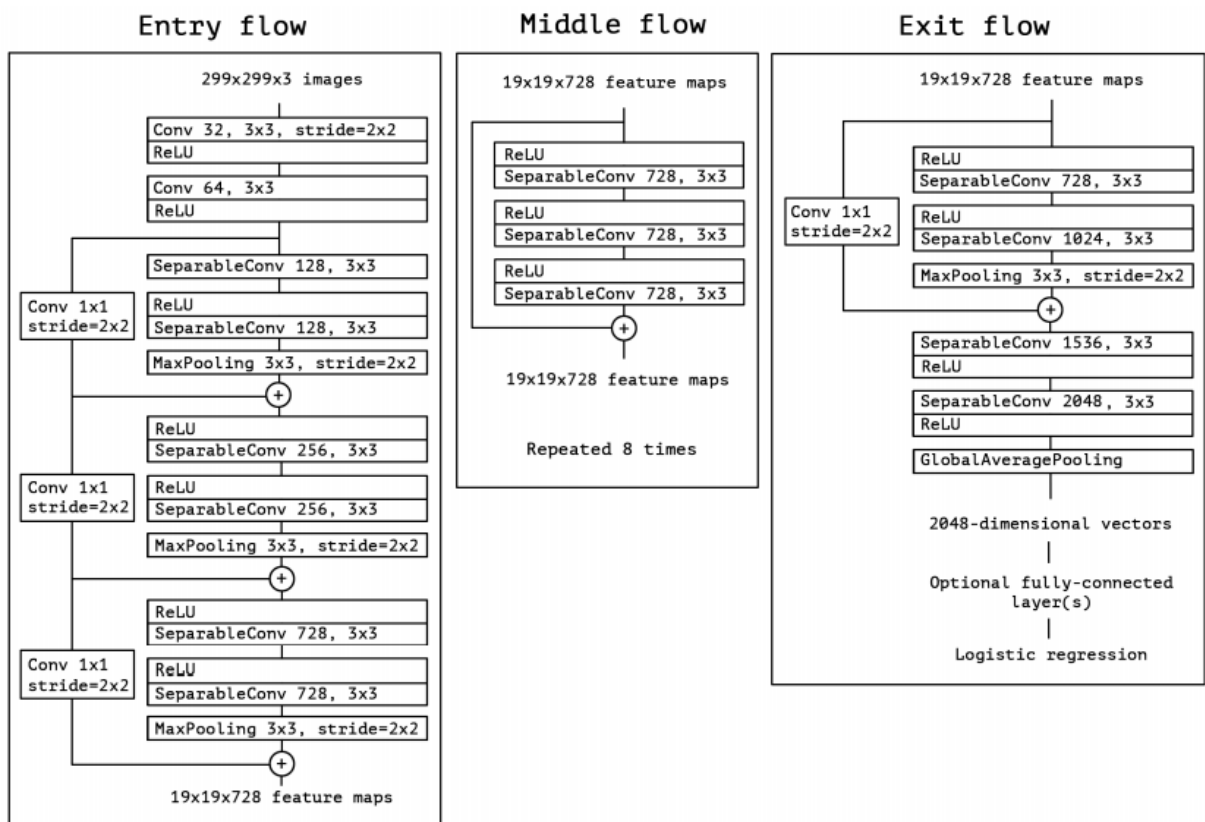 Entry flow
299x299x3 images
Conv 32, 3x3, stride=2x2
ReLU
Conv 64, 3x3
ReLU
SeparableConv 128, 3x3
Conv 1x1
stride=2x2
ReLU
SeparableConv 128, 3x3
MaxPooling 3x3, stride=2x2
+
ReLU
SeparableConv 256, 3x3
Conv 1x1
stride=2x2
ReLU
SeparableConv 256, 3x3
MaxPooling 3x3, stride=2x2
+
ReLU
SeparableConv 728, 3x3
Conv 1x1
stride=2x2
ReLU
SeparableConv 728, 3x3
MaxPooling 3x3, stride=2x2
+
19x19x728 feature maps
Middle flow
19x19x728 feature maps
ReLU
SeparableConv 728, 3x3
ReLU
SeparableConv 728, 3x3
ReLU
SeparableConv 728, 3x3
+
19x19x728 feature maps
Repeated 8 times
Exit flow
19x19x728 feature maps
ReLU
SeparableConv 728, 3x3
Conv 1x1
stride=2x2
ReLU
SeparableConv 1024, 3x3
MaxPooling 3x3, stride=2x2
+
SeparableConv 1536, 3x3
ReLU
SeparableConv 2048, 3x3
ReLU
GlobalAveragePooling
2048-dimensional vectors
Optional fully-connected
layer(s)
Logistic regression